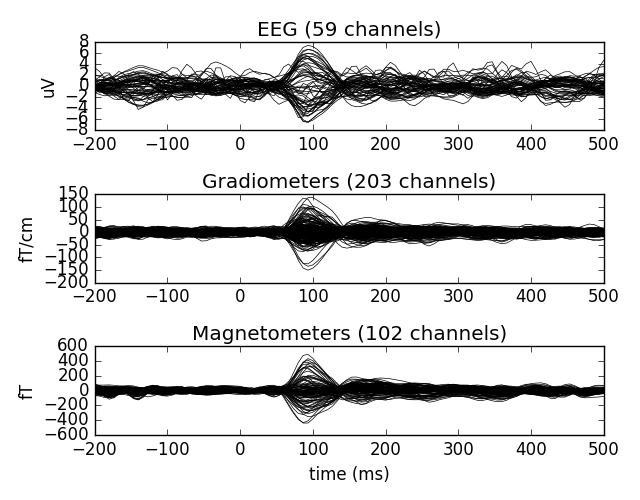 EEG (59 channels)
8
6
4
2
0
−2
−4
−6
−8
uV
−200 −100 0 100 200 300 400 500
Gradiometers (203 channels)
150
100
50
0
−50
−100
−150
−200
fT/cm
−200 −100 0 100 200 300 400 500
Magnetometers (102 channels)
600
400
200
0
−200
−400
−600
fT
−200 −100 0 100 200 300 400 500
time (ms)